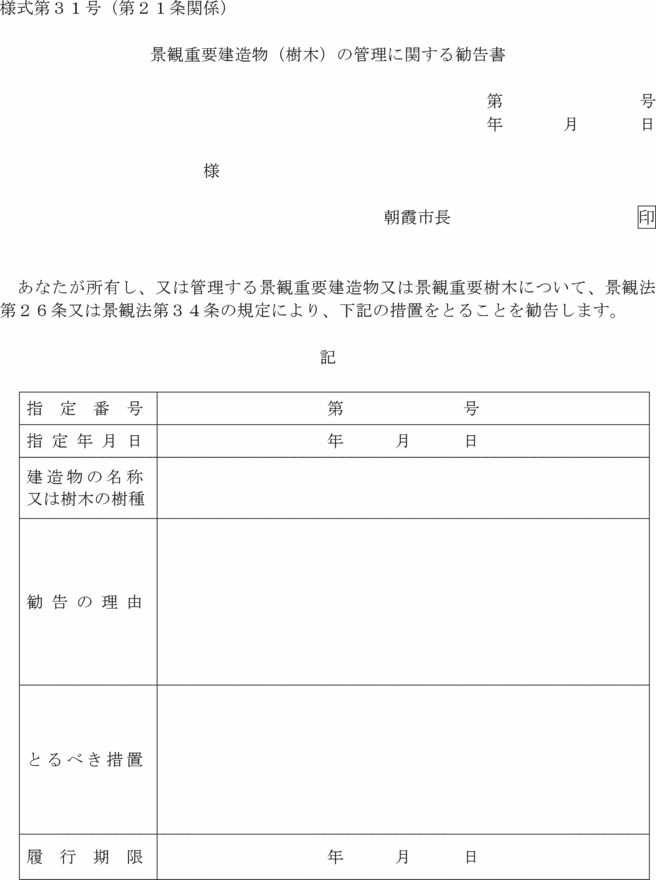 様式第３１号（第２１条関係）
景観重要建造物（樹木）の管理に関する勧告書
第　　　　　　　　号
年　　　月　　　日
様
朝霞市長　　　　　　　　　　　印
あなたが所有し、又は管理する景観重要建造物又は景観重要樹木について、景観法
第２６条又は景観法第３４条の規定により、下記の措置をとることを勧告します。
記
指定番号　　第　　　　　　　号
指定年月日　　年　　　月　　　日
建造物の名称
又は樹木の樹種
勧告の理由
とるべき措置
履行期限　　年　　　月　　　日